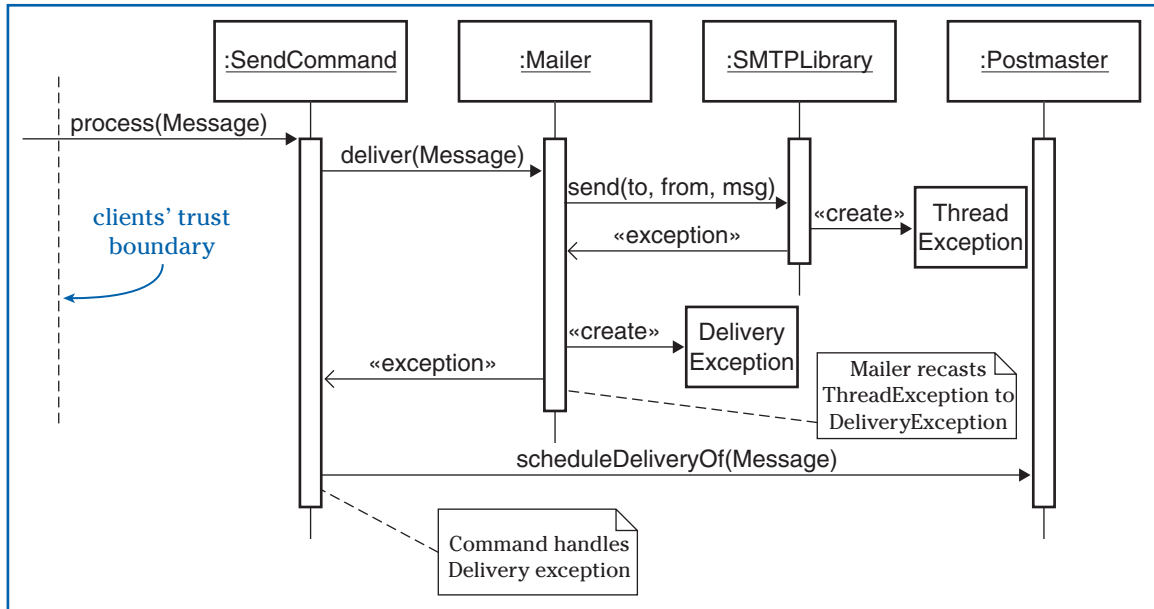 :SendCommand
:Mailer
:SMTPLibrary
:Postmaster
process(Message)
deliver(Message)
send(to, from, msg)
«create»
Thread
Exception
«exception»
clients’ trust
boundary
«create»
Delivery
Exception
«exception»
Mailer recasts
ThreadException to
DeliveryException
scheduleDeliveryOf(Message)
Command handles
Delivery exception